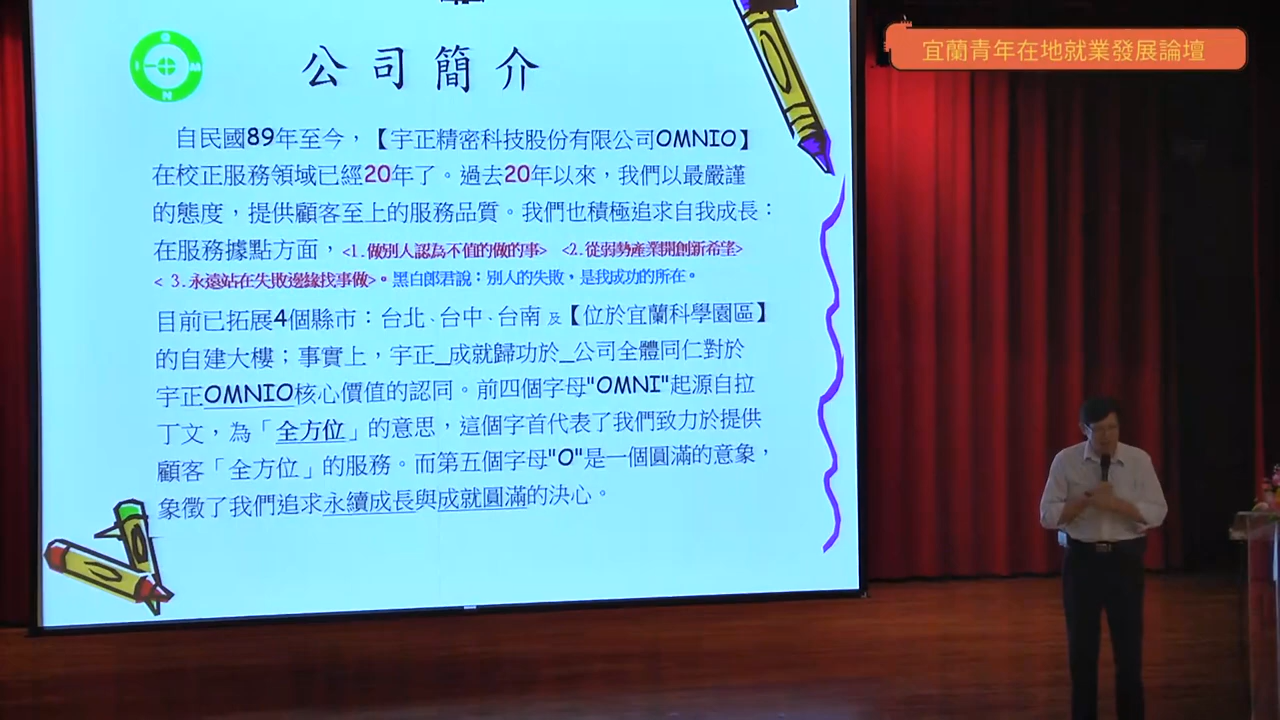 宜蘭青年在地就業發展論壇
公司簡介
自民國89年至今，【宇正精密科技股份有限公司OMNIO】
在校正服務領域已經20年了。過去20年以來，我們以最嚴謹
的態度，提供顧客至上的服務品質。我們也積極追求自我成長：
在服務據點方面，<1.做別人認為不值的做的事> <2.從弱勢產業開創新希望>
< 3.永遠站在失敗邊緣找事做>。黑白郎君說：別人的失敗，是我成功的所在。
目前已拓展4個縣市：台北、台中、台南 及【位於宜蘭科學園區】
的自建大樓；事實上，宇正_成就歸功於_公司全體同仁對於
宇正OMNIO核心價值的認同。前四個字母"OMNI"起源自拉
丁文，為「全方位」的意思，這個字首代表了我們致力於提供
顧客「全方位」的服務。而第五個字母"O"是一個圓滿的意象，
象徵了我們追求永續成長與成就圓滿的決心。